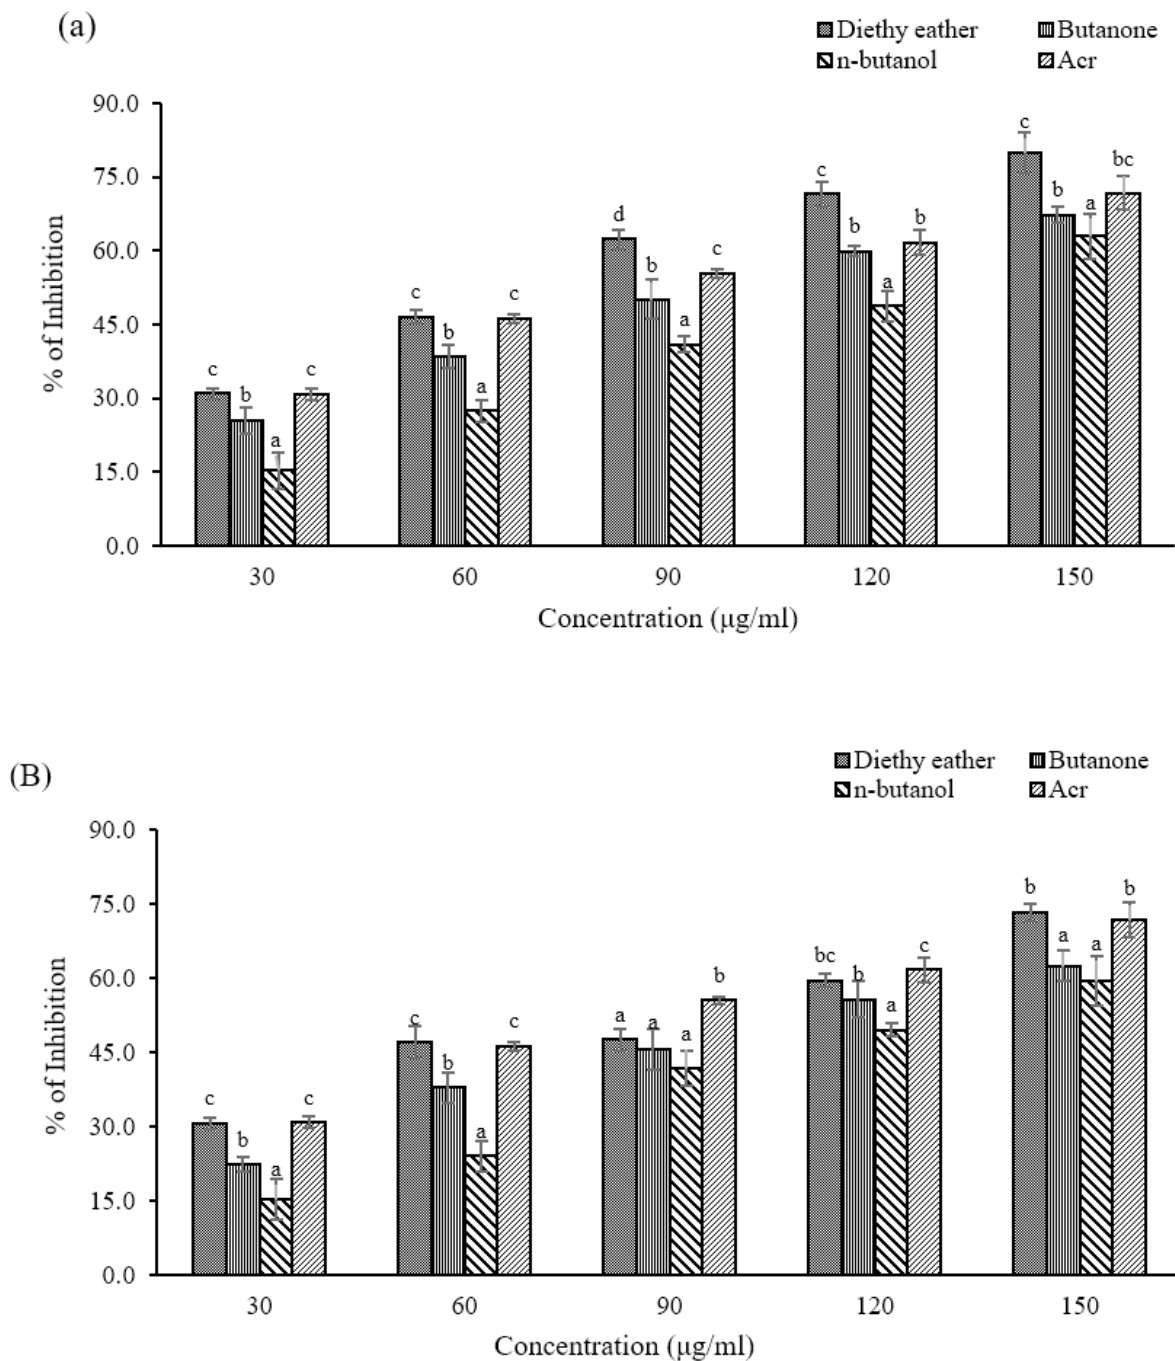 (a)
Diethy eather Butanone
n-butanol Acr
90.0
75.0
60.0
45.0
30.0
15.0
0.0
% of Inhibition
c b a c
c b a c
d b a c
c b a b
c b a bc
30 60 90 120 150
Concentration (µg/ml)
(B)
Diethy eather Butanone
n-butanol Acr
90.0
75.0
60.0
45.0
30.0
15.0
0.0
% of Inhibition
c b a c
c b a c
a a a b
bc b a c
b a a b
30 60 90 120 150
Concentration (µg/ml)